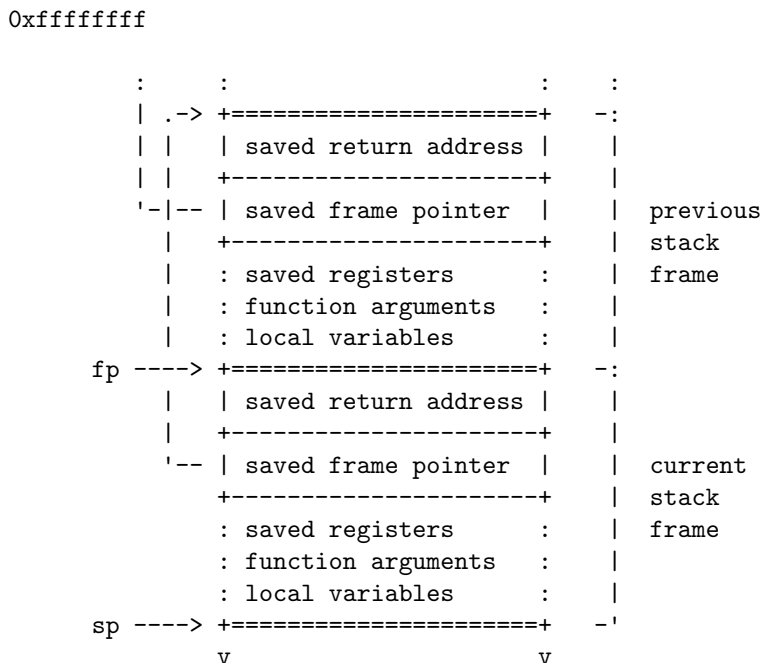 0xffffffff
: : : :
| .-> +======================+ -:
| | | saved return address | |
| | +----------------------+ |
'-|-- | saved frame pointer | | previous
| +----------------------+ | stack
| : saved registers : | frame
| : function arguments : |
| : local variables : |
fp ----> +======================+ -:
| | saved return address | |
| +----------------------+ |
'-- | saved frame pointer | | current
+----------------------+ | stack
: saved registers : | frame
: function arguments : |
: local variables : |
sp ----> +======================+ -'
v v